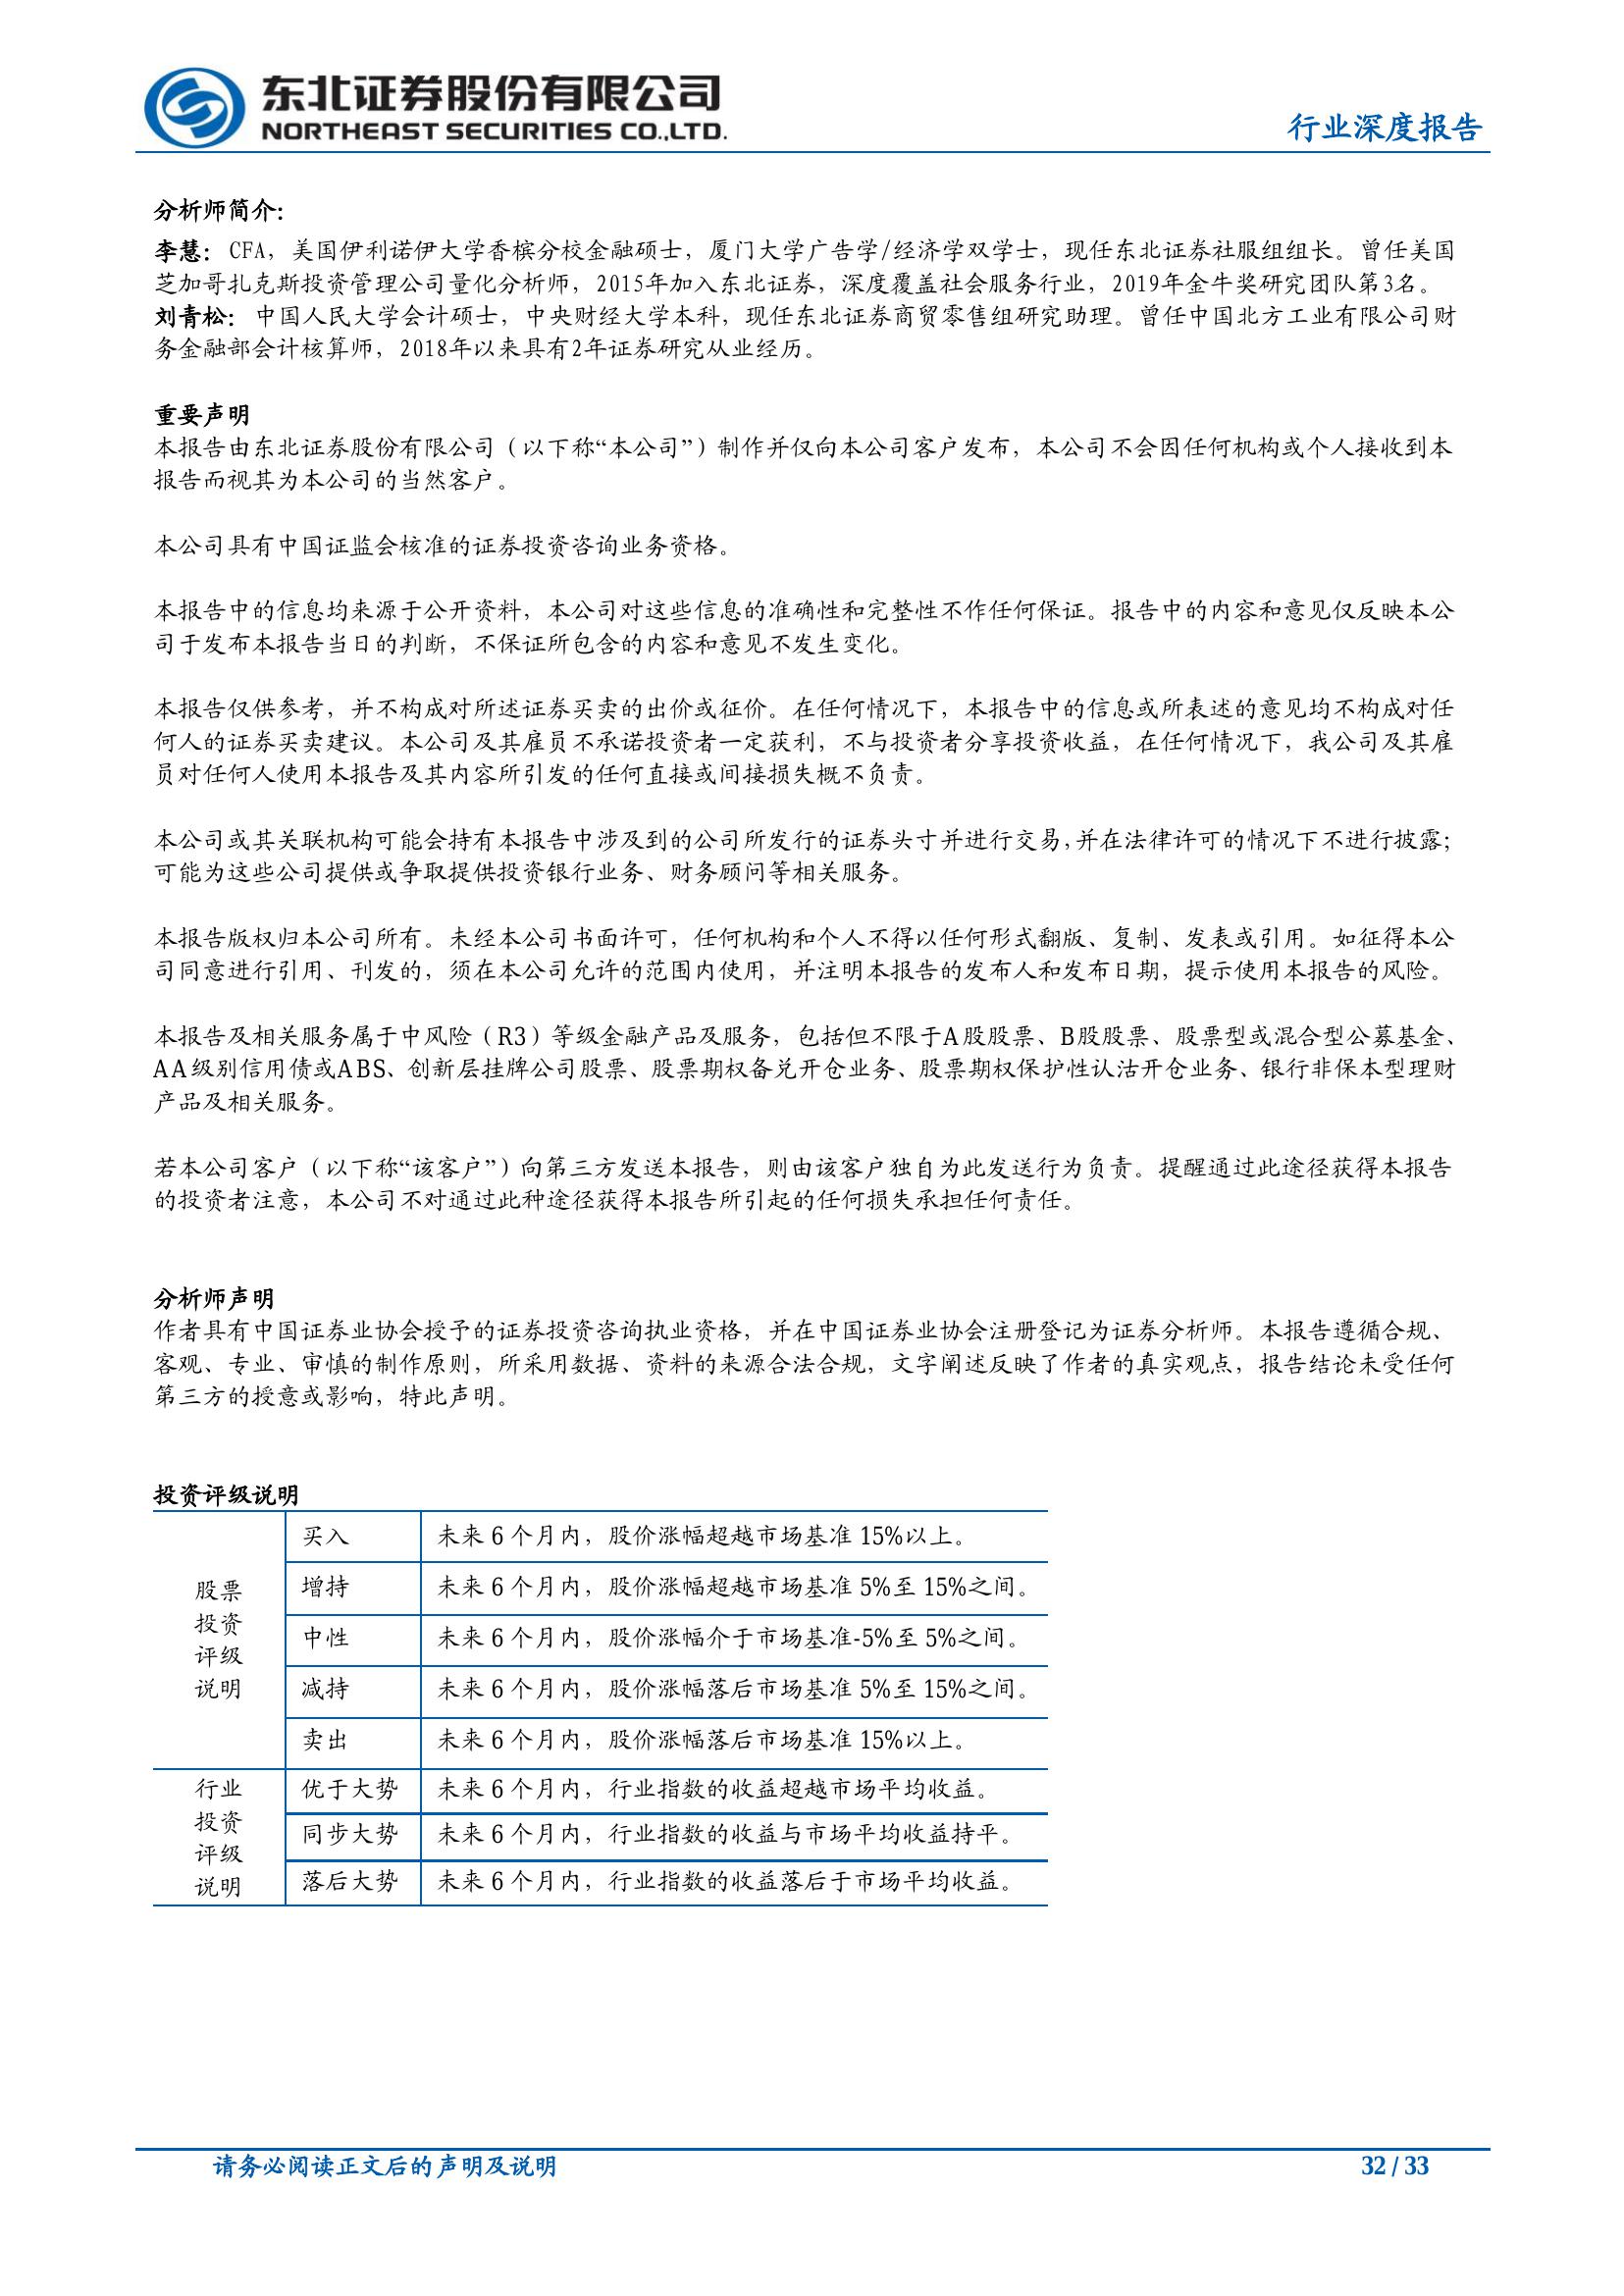 东北证券股份有限公司
NORTHEAST SECURITIES CO.,LTD.
行业深度报告
分析师简介:
李慧: CFA，美国伊利诺伊大学香槟分校金融硕士，厦门大学广告学/经济学双学士，现任东北证券社服组组长。曾任美国
芝加哥扎克斯投资管理公司量化分析师，2015年加入东北证券，深度覆盖社会服务行业，2019年金牛奖研究团队第3名。
刘青松: 中国人民大学会计硕士，中央财经大学本科，现任东北证券商贸零售组研究助理。曾任中国北方工业有限公司财
务金融部会计核算师，2018年以来具有2年证券研究从业经历。
重要声明
本报告由东北证券股份有限公司（以下称“本公司”）制作并仅向本公司客户发布，本公司不会因任何机构或个人接收到本
报告而视其为本公司的当然客户。
本公司具有中国证监会核准的证券投资咨询业务资格。
本报告中的信息均来源于公开资料，本公司对这些信息的准确性和完整性不作任何保证。报告中的内容和意见仅反映本公
司于发布本报告当日的判断，不保证所包含的内容和意见不发生变化。
本报告仅供参考，并不构成对所述证券买卖的出价或征价。在任何情况下，本报告中的信息或所表述的意见均不构成对任
何人的证券买卖建议。本公司及其雇员不承诺投资者一定获利，不与投资者分享投资收益，在任何情况下，我公司及其雇
员对任何人使用本报告及其内容所引发的任何直接或间接损失概不负责。
本公司或其关联机构可能会持有本报告中涉及到的公司所发行的证券头寸并进行交易,并在法律许可的情况下不进行披露;
可能为这些公司提供或争取提供投资银行业务、财务顾问等相关服务。
本报告版权归本公司所有。未经本公司书面许可，任何机构和个人不得以任何形式翻版、复制、发表或引用。如征得本公
司同意进行引用、刊发的，须在本公司允许的范围内使用，并注明本报告的发布人和发布日期，提示使用本报告的风险。
本报告及相关服务属于中风险（R3）等级金融产品及服务，包括但不限于A股股票、B股股票、股票型或混合型公募基金、
AA级别信用债或ABS、创新层挂牌公司股票、股票期权备兑开仓业务、股票期权保护性认沽开仓业务、银行非保本型理财
产品及相关服务。
若本公司客户（以下称“该客户”）向第三方发送本报告，则由该客户独自为此发送行为负责。提醒通过此途径获得本报告
的投资者注意，本公司不对通过此种途径获得本报告所引起的任何损失承担任何责任。
分析师声明
作者具有中国证券业协会授予的证券投资咨询执业资格，并在中国证券业协会注册登记为证券分析师。本报告遵循合规、
客观、专业、审慎的制作原则，所采用数据、资料的来源合法合规，文字阐述反映了作者的真实观点，报告结论未受任何
第三方的授意或影响，特此声明。
投资评级说明
股票
投资
评级
说明
买入 未来 6 个月内，股价涨幅超越市场基准 15%以上。
增持 未来 6 个月内，股价涨幅超越市场基准 5%至 15%之间。
中性 未来 6 个月内，股价涨幅介于市场基准-5%至 5%之间。
减持 未来 6 个月内，股价涨幅落后市场基准 5%至 15%之间。
卖出 未来 6 个月内，股价涨幅落后市场基准 15%以上。
行业
投资
评级
说明
优于大势 未来 6 个月内，行业指数的收益超越市场平均收益。
同步大势 未来 6 个月内，行业指数的收益与市场平均收益持平。
落后大势 未来 6 个月内，行业指数的收益落后于市场平均收益。
请务必阅读正文后的声明及说明
32 / 33